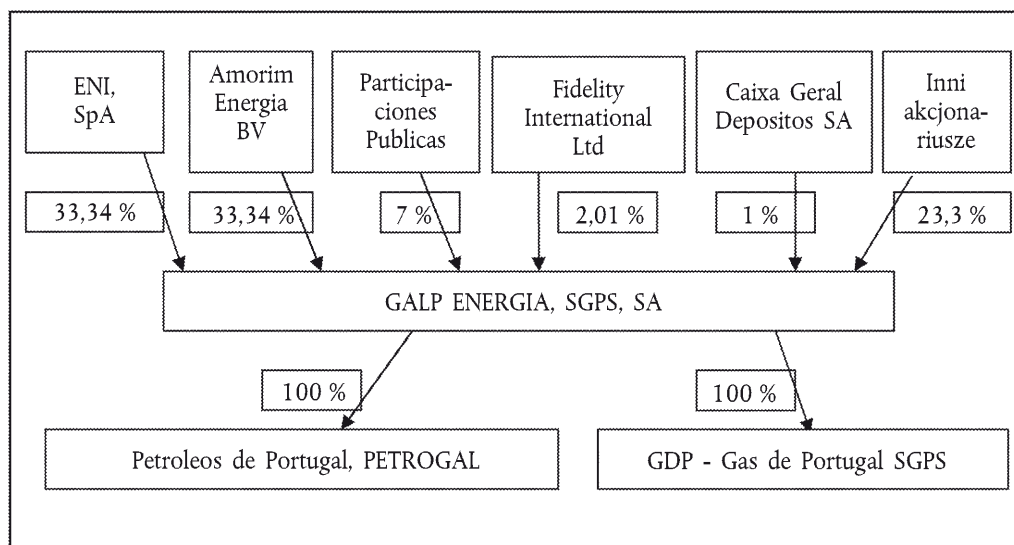 ENI,
SpA
Amorim
Energia
BV
Participa-
ciones
Publicas
Fidelity
International
Ltd
Caixa Geral
Depositos SA
Inni
akcjona-
riusze
33,34 %
33,34 %
7 %
2,01 %
1 %
23,3 %
GALP ENERGIA, SGPS, SA
100 %
100 %
Petroleos de Portugal, PETROGAL
GDP - Gas de Portugal SGPS